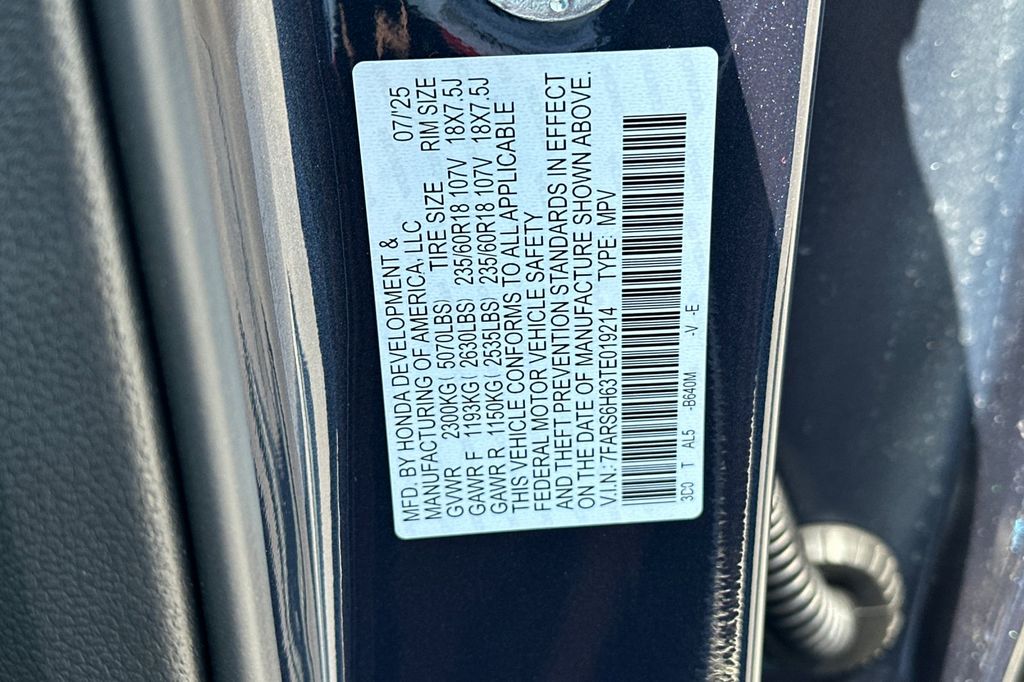 MFD. BY HONDA DEVELOPMENT &
MANUFACTURING OF AMERICA, LLC 07/'25
TIRE SIZE RIM SIZE
GVWR 2300KG ( 5070LBS)
GAWR F 1193KG ( 2630LBS) 235/60R18 107V 18X7.5J
GAWR R 1150KG ( 2535LBS) 235/60R18 107V 18X7.5J
THIS VEHICLE CONFORMS TO ALL APPLICABLE
FEDERAL MOTOR VEHICLE SAFETY
AND THEFT PREVENTION STANDARDS IN EFFECT
ON THE DATE OF MANUFACTURE SHOWN ABOVE.
V.I.N.: 7FARS6H63TE019214 TYPE: MPV
3DC0 T AL5 -B640M -V -E